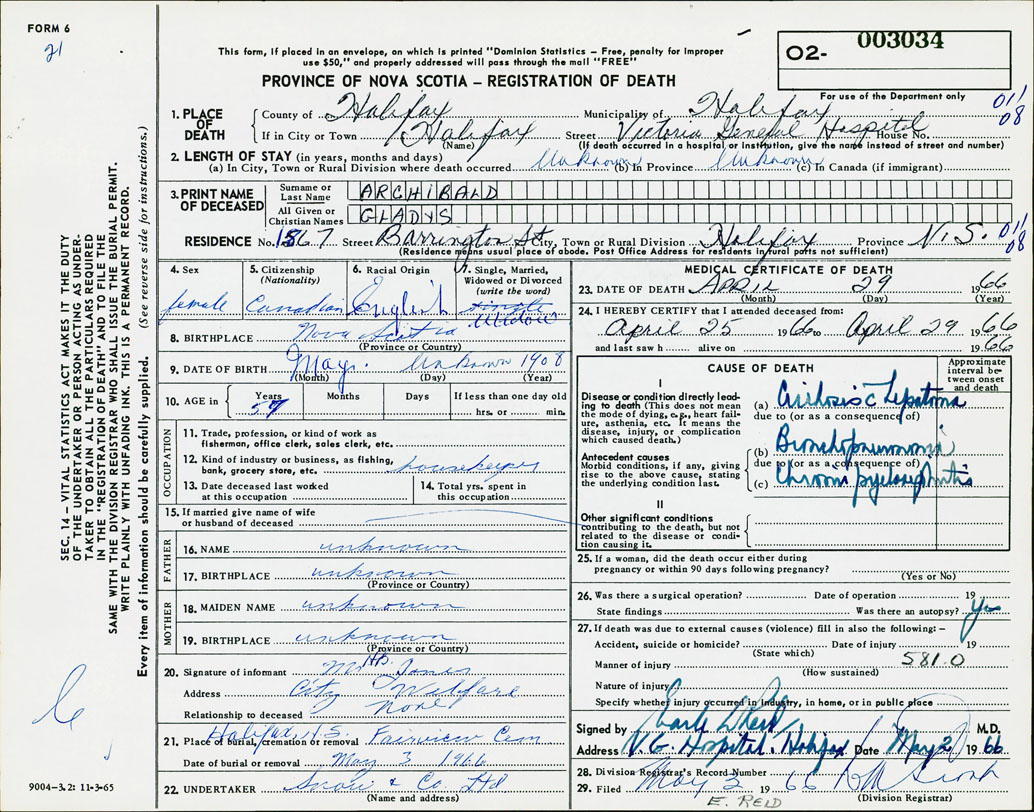 FORM 6
21
This form, if placed in an envelope, on which is printed "Dominion Statistics – Free, penalty for improper
use $50," and properly addressed will pass through the mail "FREE"
O2- 003034
PROVINCE OF NOVA SCOTIA – REGISTRATION OF DEATH
For use of the Department only
011
08
1. PLACE OF DEATH
County of Halifax Municipality of Halifax
If in City or Town Halifax Street Victoria General Hospital House No.
(Name) (If death occurred in a hospital or institution, give the name instead of street and number)
2. LENGTH OF STAY (in years, months and days)
(a) In City, Town or Rural Division where death occurred Unknown (b) In Province Unknown (c) In Canada (if immigrant)
3. PRINT NAME OF DECEASED
Surname or Last Name ARCHIBALD
All Given or Christian Names GLADYS
RESIDENCE No. 1567 Street Barrington St City, Town or Rural Division Halifax Province N.S. 011
08
(Residence means usual place of abode. Post Office Address for residents in rural parts not sufficient)
4. Sex female
5. Citizenship (Nationality) Canadian
6. Racial Origin English
7. Single, Married, Widowed or Divorced (write the word) single Widow
8. BIRTHPLACE Nova Scotia
(Province or Country)
9. DATE OF BIRTH May Unknown 1908
(Month) (Day) (Year)
10. AGE in Years 57 Months Days If less than one day old hrs. or min.
OCCUPATION
11. Trade, profession, or kind of work as
fisherman, office clerk, sales clerk, etc.
12. Kind of industry or business, as fishing,
bank, grocery store, etc. housekeeper
13. Date deceased last worked
at this occupation
14. Total yrs. spent in
this occupation
15. If married give name of wife
or husband of deceased
FATHER
16. NAME unknown
17. BIRTHPLACE unknown
(Province or Country)
MOTHER
18. MAIDEN NAME unknown
19. BIRTHPLACE unknown
(Province or Country)
20. Signature of informant Mr. H.B. Jones
Address City Welfare
Relationship to deceased None
21. Place of burial, cremation or removal Halifax, N.S. Fairview Cem
Date of burial or removal May 3 1966
22. UNDERTAKER Snow & Co Ltd
(Name and address)
MEDICAL CERTIFICATE OF DEATH
23. DATE OF DEATH APRIL 29 1966
(Month) (Day) (Year)
24. I HEREBY CERTIFY that I attended deceased from:
April 25 1966 to April 29 1966
and last saw h alive on 1966
CAUSE OF DEATH
Approximate interval between onset and death
I
Disease or condition directly leading to death (This does not
mean the mode of dying, e.g., heart failure, asthenia, etc. It means the
disease, injury, or complication
which caused death.)
(a) Cirrhosis c Hepatoma
due to (or as a consequence of)
Antecedent causes
Morbid conditions, if any, giving
rise to the above cause, stating
the underlying condition last.
(b) Bronchopneumonia
due to (or as a consequence of)
(c) Chronic pyelonephritis
II
Other significant conditions
contributing to the death, but not
related to the disease or condition causing it.
25. If a woman, did the death occur either during
pregnancy or within 90 days following pregnancy?
(Yes or No)
26. Was there a surgical operation? Date of operation 19
State findings Was there an autopsy? yes
27. If death was due to external causes (violence) fill in also the following: –
Accident, suicide or homicide? Date of injury 19
(State which) 581.0
Manner of injury
(How sustained)
Nature of injury
Specify whether injury occurred in industry, in home, or in public place
Signed by M.D.
Address V.G. Hospital. Halifax Date May 2 1966
28. Division Registrar's Record Number
29. Filed May 3 1966
E. REID (Division Registrar)
SEC. 14 – VITAL STATISTICS ACT MAKES IT THE DUTY
OF THE UNDERTAKER OR PERSON ACTING AS UNDERTAKER TO OBTAIN ALL THE PARTICULARS REQUIRED
IN THE "REGISTRATION OF DEATH" AND TO FILE THE
SAME WITH THE DIVISION REGISTRAR WHO SHALL ISSUE THE BURIAL PERMIT.
WRITE PLAINLY WITH UNFADING INK. THIS IS A PERMANENT RECORD.
Every item of information should be carefully supplied. (See reverse side for instructions.)
9004–3.2: 11-3-65